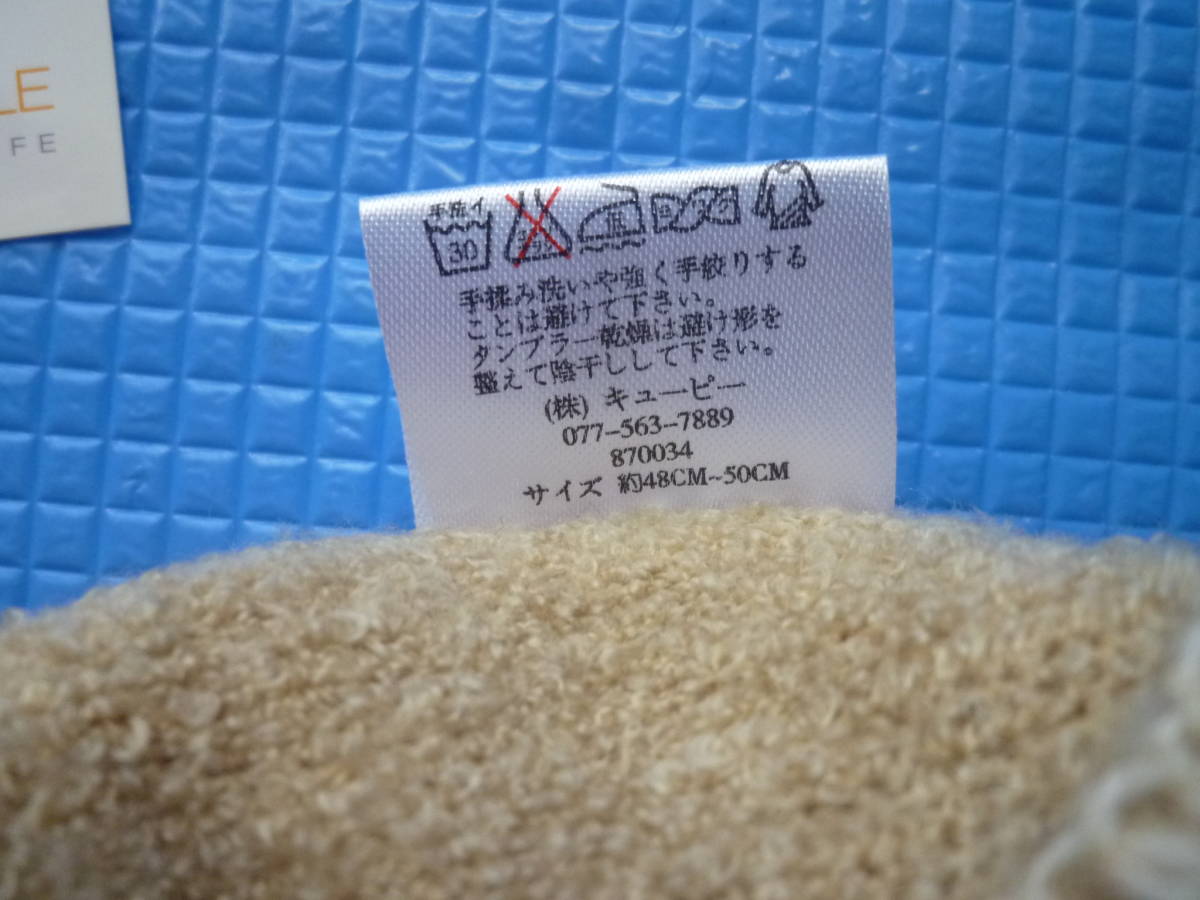 LE
FE
手洗イ
30
手揉み洗いや強く手絞りする
ことは避けて下さい。
タンブラー乾燥は避け形を
整えて陰干しして下さい。
(株) キューピー
077-563-7889
870034
サイズ 約48CM~50CM